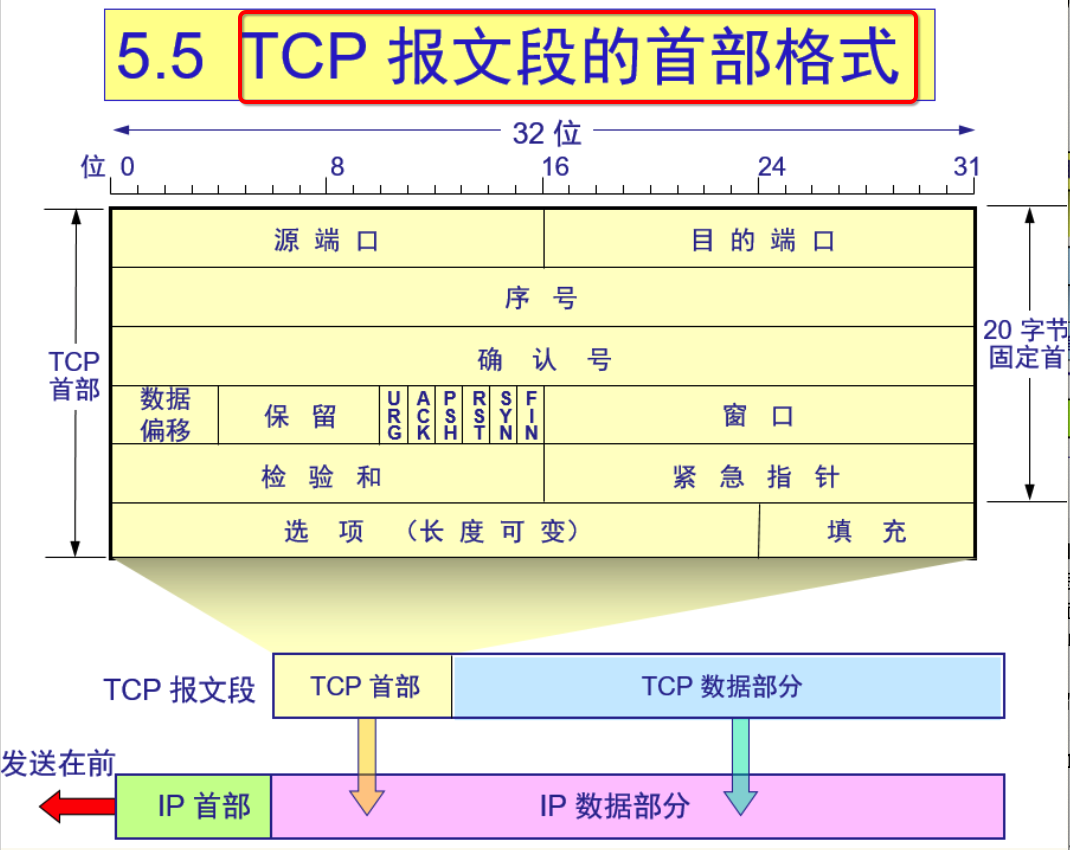 5.5 TCP 报文段的首部格式
32 位
位 0 8 16 24 31
源 端 口 目 的 端 口
序 号
确 认 号
TCP
首部
20 字节
固定首
数据
偏移
保 留
URG
ACK
PSH
RST
SYN
FIN
窗 口
检 验 和 紧 急 指 针
选 项 （长 度 可 变） 填 充
TCP 报文段 TCP 首部 TCP 数据部分
发送在前
IP 首部 IP 数据部分